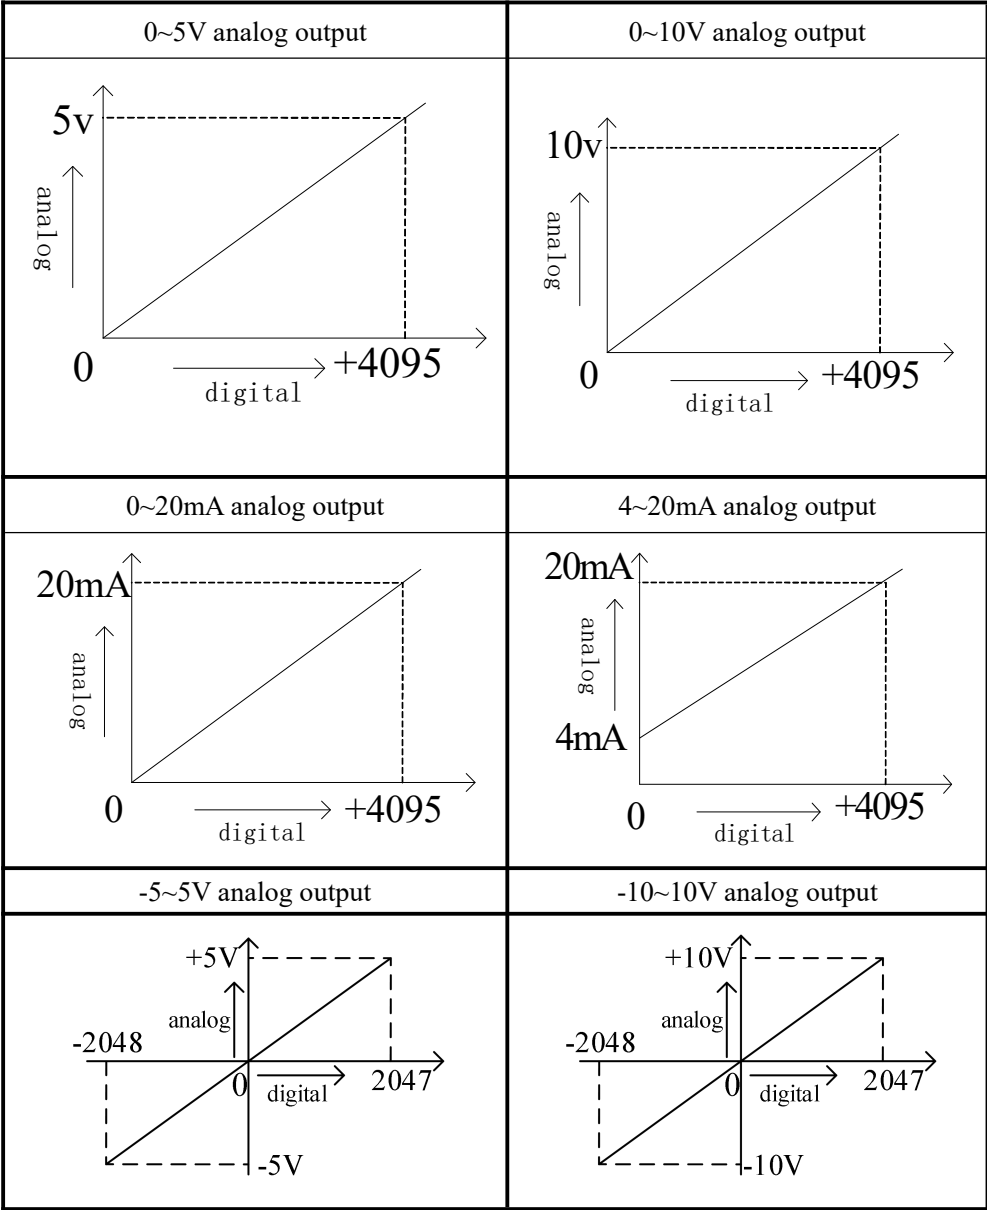 0~5V analog output
0~10V analog output
5v
analog
0
digital
+4095
10v
analog
0
digital
+4095
0~20mA analog output
4~20mA analog output
20mA
analog
0
digital
+4095
20mA
analog
4mA
0
digital
+4095
-5~5V analog output
-10~10V analog output
+5V
analog
-2048
0
digital
2047
-5V
+10V
analog
-2048
0
digital
2047
-10V